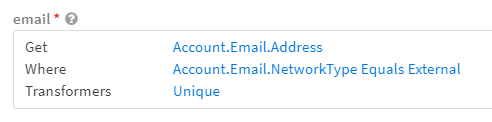 email * ?
Get Account.Email.Address
Where Account.Email.NetworkType Equals External
Transformers Unique